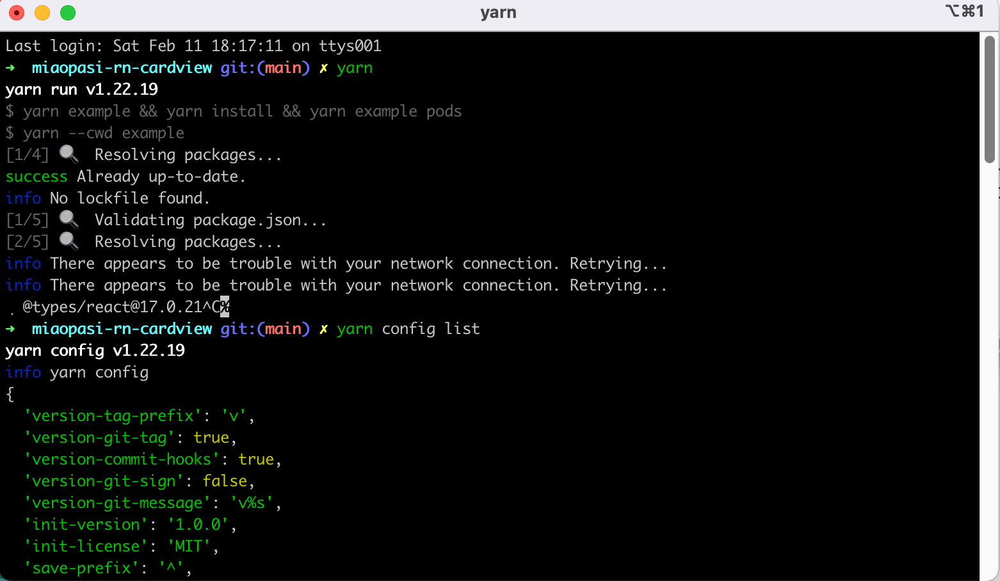 yarn
⌥⌘1
Last login: Sat Feb 11 18:17:11 on ttys001
➜  miaopasi-rn-cardview git:(main) ✗ yarn
yarn run v1.22.19
$ yarn example && yarn install && yarn example pods
$ yarn --cwd example
[1/4] 🔍  Resolving packages...
success Already up-to-date.
info No lockfile found.
[1/5] 🔍  Validating package.json...
[2/5] 🔍  Resolving packages...
info There appears to be trouble with your network connection. Retrying...
info There appears to be trouble with your network connection. Retrying...
. @types/react@17.0.21^C%
➜  miaopasi-rn-cardview git:(main) ✗ yarn config list
yarn config v1.22.19
info yarn config
{
  'version-tag-prefix': 'v',
  'version-git-tag': true,
  'version-commit-hooks': true,
  'version-git-sign': false,
  'version-git-message': 'v%s',
  'init-version': '1.0.0',
  'init-license': 'MIT',
  'save-prefix': '^',